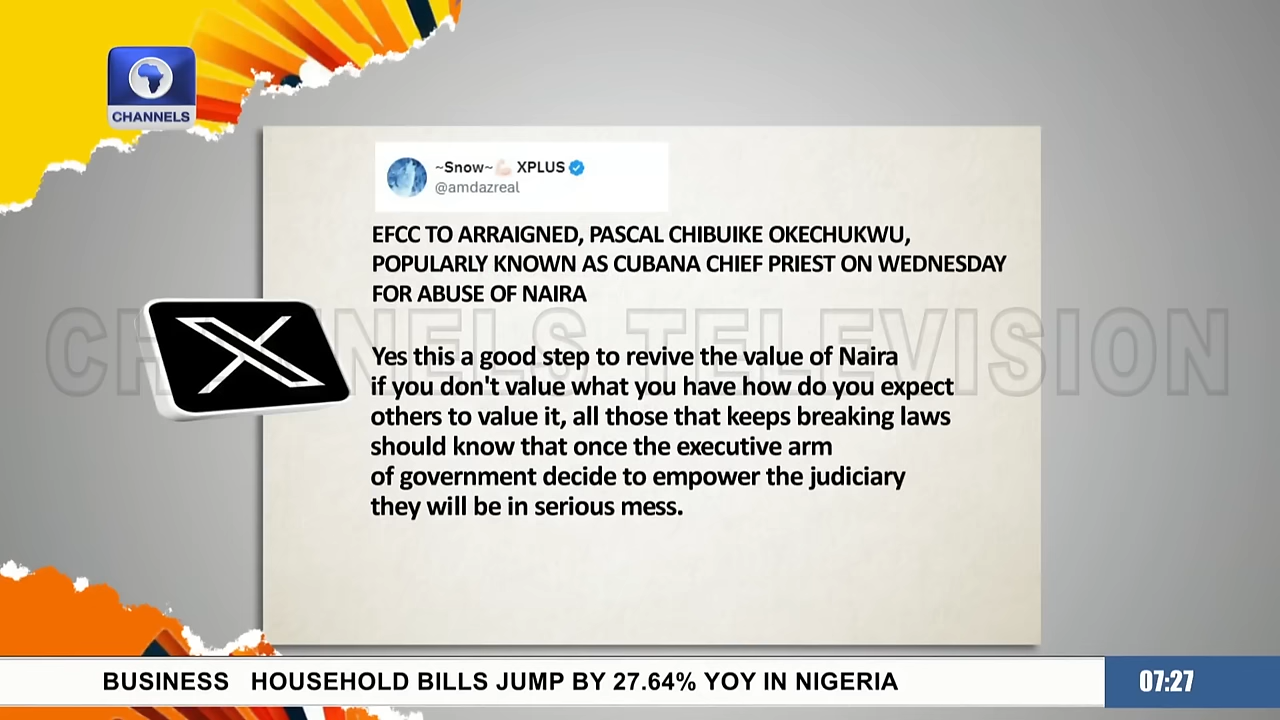 CHANNELS
~Snow~💪🏻 XPLUS
@amdazreal
EFCC TO ARRAIGNED, PASCAL CHIBUIKE OKECHUKWU,
POPULARLY KNOWN AS CUBANA CHIEF PRIEST ON WEDNESDAY
FOR ABUSE OF NAIRA
CHANNELS TELEVISION
Yes this a good step to revive the value of Naira
if you don't value what you have how do you expect
others to value it, all those that keeps breaking laws
should know that once the executive arm
of government decide to empower the judiciary
they will be in serious mess.
BUSINESS HOUSEHOLD BILLS JUMP BY 27.64% YOY IN NIGERIA
07:27